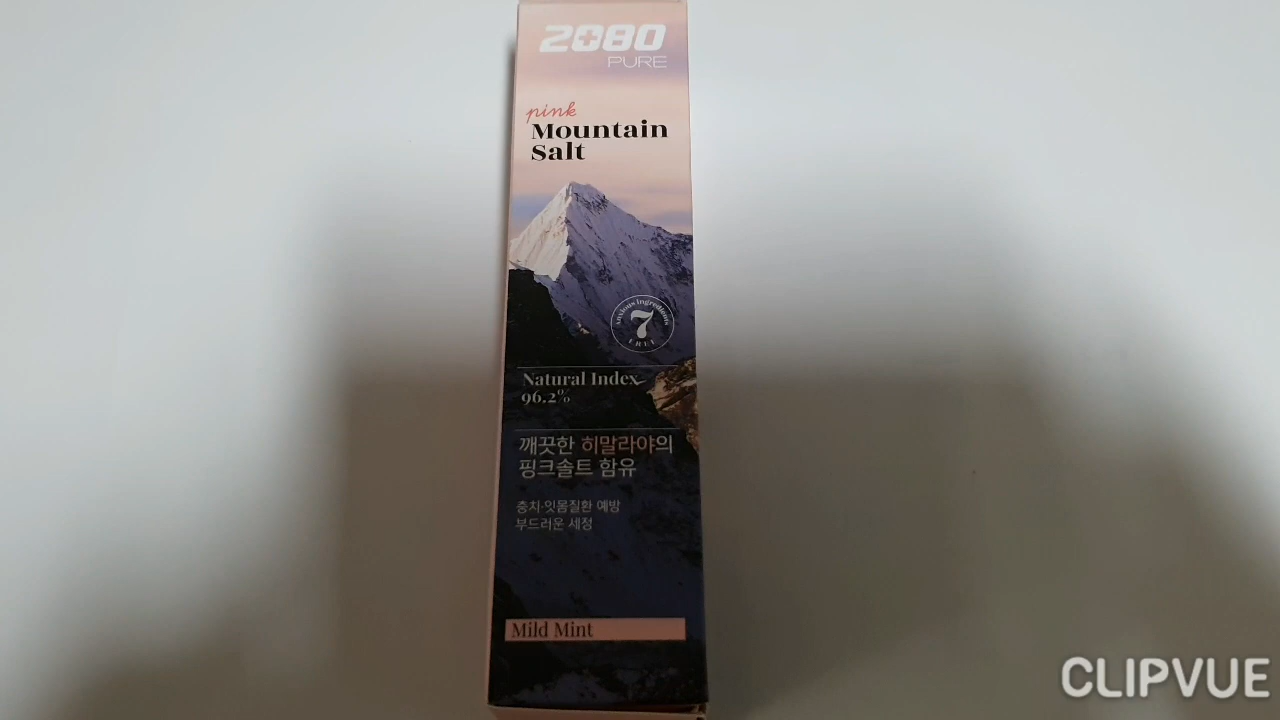 2080
PURE
pink
Mountain
Salt
anxious ingredients
7
FREE
Natural Index
96.2%
깨끗한 히말라야의
핑크솔트 함유
충치·잇몸질환 예방
부드러운 세정
Mild Mint
CLIPVUE